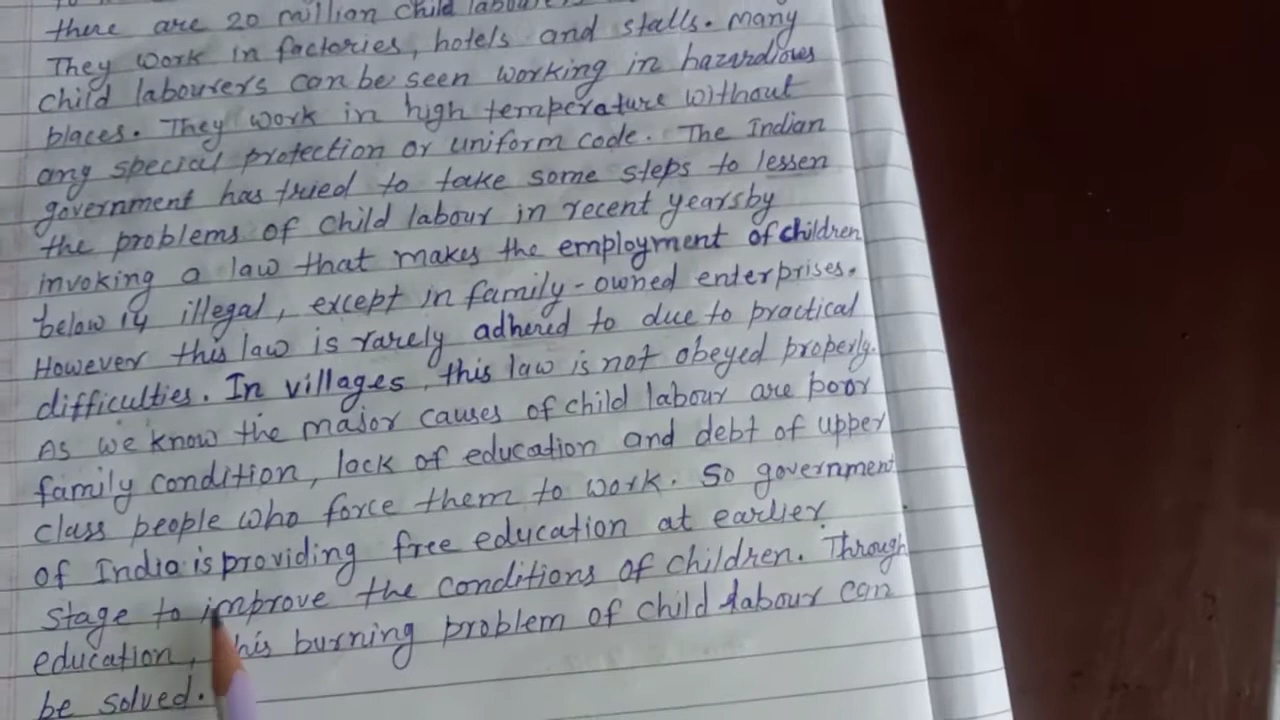 there are 20 million child
They work in factories, hotels and stalls. Many
child labourers can be seen working in hazardious
places. They work in high temperature without
any special protection or uniform code. The Indian
government has tried to take some steps to lessen
the problems of child labour in recent years by
invoking a law that makes the employment of children
below 14 illegal, except in family-owned enterprises.
However this law is rarely adhered to due to practical
difficulties. In villages, this law is not obeyed properly.
As we know the major causes of child labour are poor
family condition, lack of education and debt of upper
class people who force them to work. So government
of India is providing free education at earlier
stage to improve the conditions of children. Through
education, this burning problem of child labour can
be solved.